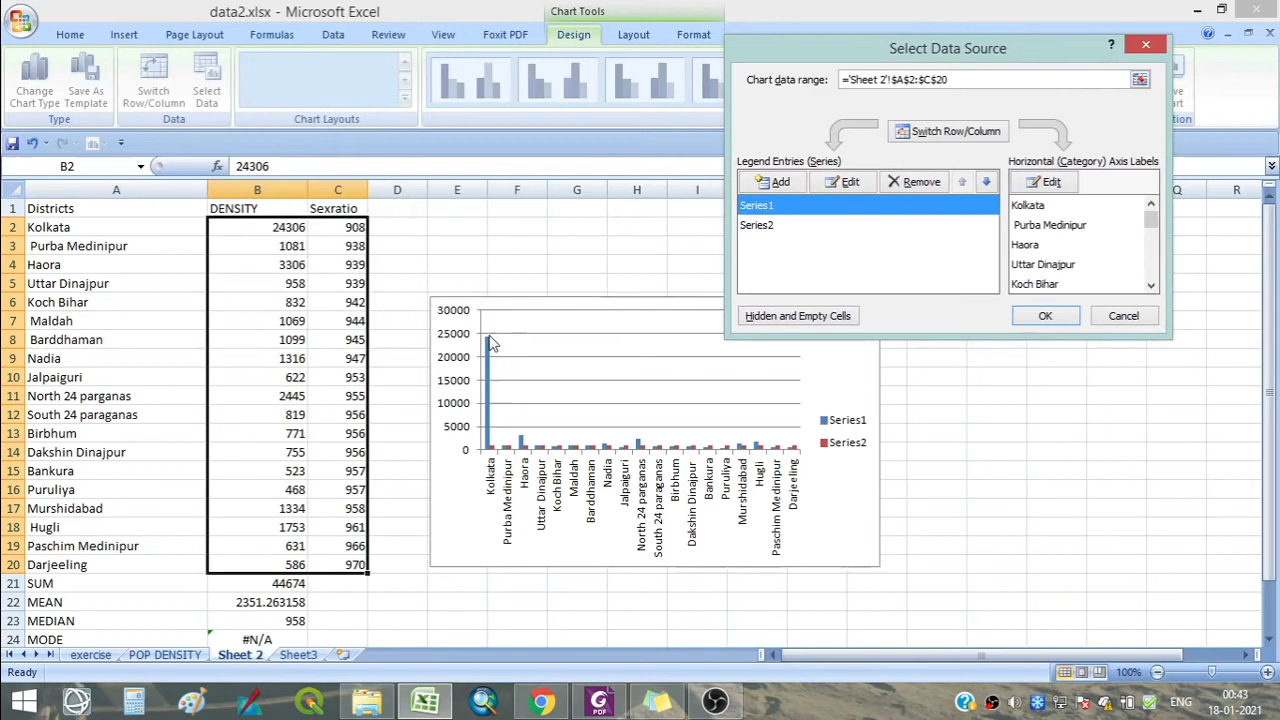 data2.xlsx - Microsoft Excel
Chart Tools
Home Insert Page Layout Formulas Data Review View Foxit PDF Design Layout Format
Change Chart Type
Save As Template
Switch Row/Column
Select Data
Type Data Chart Layouts
B2 fx 24306
A B C D E F G H I Q R
1 Districts DENSITY Sexratio
2 Kolkata 24306 908
3 Purba Medinipur 1081 938
4 Haora 3306 939
5 Uttar Dinajpur 958 939
6 Koch Bihar 832 942
7 Maldah 1069 944
8 Barddhaman 1099 945
9 Nadia 1316 947
10 Jalpaiguri 622 953
11 North 24 parganas 2445 955
12 South 24 paraganas 819 956
13 Birbhum 771 956
14 Dakshin Dinajpur 755 956
15 Bankura 523 957
16 Puruliya 468 957
17 Murshidabad 1334 958
18 Hugli 1753 961
19 Paschim Medinipur 631 966
20 Darjeeling 586 970
21 SUM 44674
22 MEAN 2351.263158
23 MEDIAN 958
24 MODE #N/A
30000
25000
20000
15000
10000
5000
0
Kolkata
Purba Medinipur
Haora
Uttar Dinajpur
Koch Bihar
Maldah
Barddhaman
Nadia
Jalpaiguri
North 24 parganas
South 24 paraganas
Birbhum
Dakshin Dinajpur
Bankura
Puruliya
Murshidabad
Hugli
Paschim Medinipur
Darjeeling
Series1
Series2
Select Data Source
Chart data range: ='Sheet 2'!$A$2:$C$20
Switch Row/Column
Legend Entries (Series)
Add Edit Remove
Series1
Series2
Horizontal (Category) Axis Labels
Edit
Kolkata
Purba Medinipur
Haora
Uttar Dinajpur
Koch Bihar
Hidden and Empty Cells
OK Cancel
exercise POP DENSITY Sheet 2 Sheet3
Ready 100%
PDF
00:43
18-01-2021